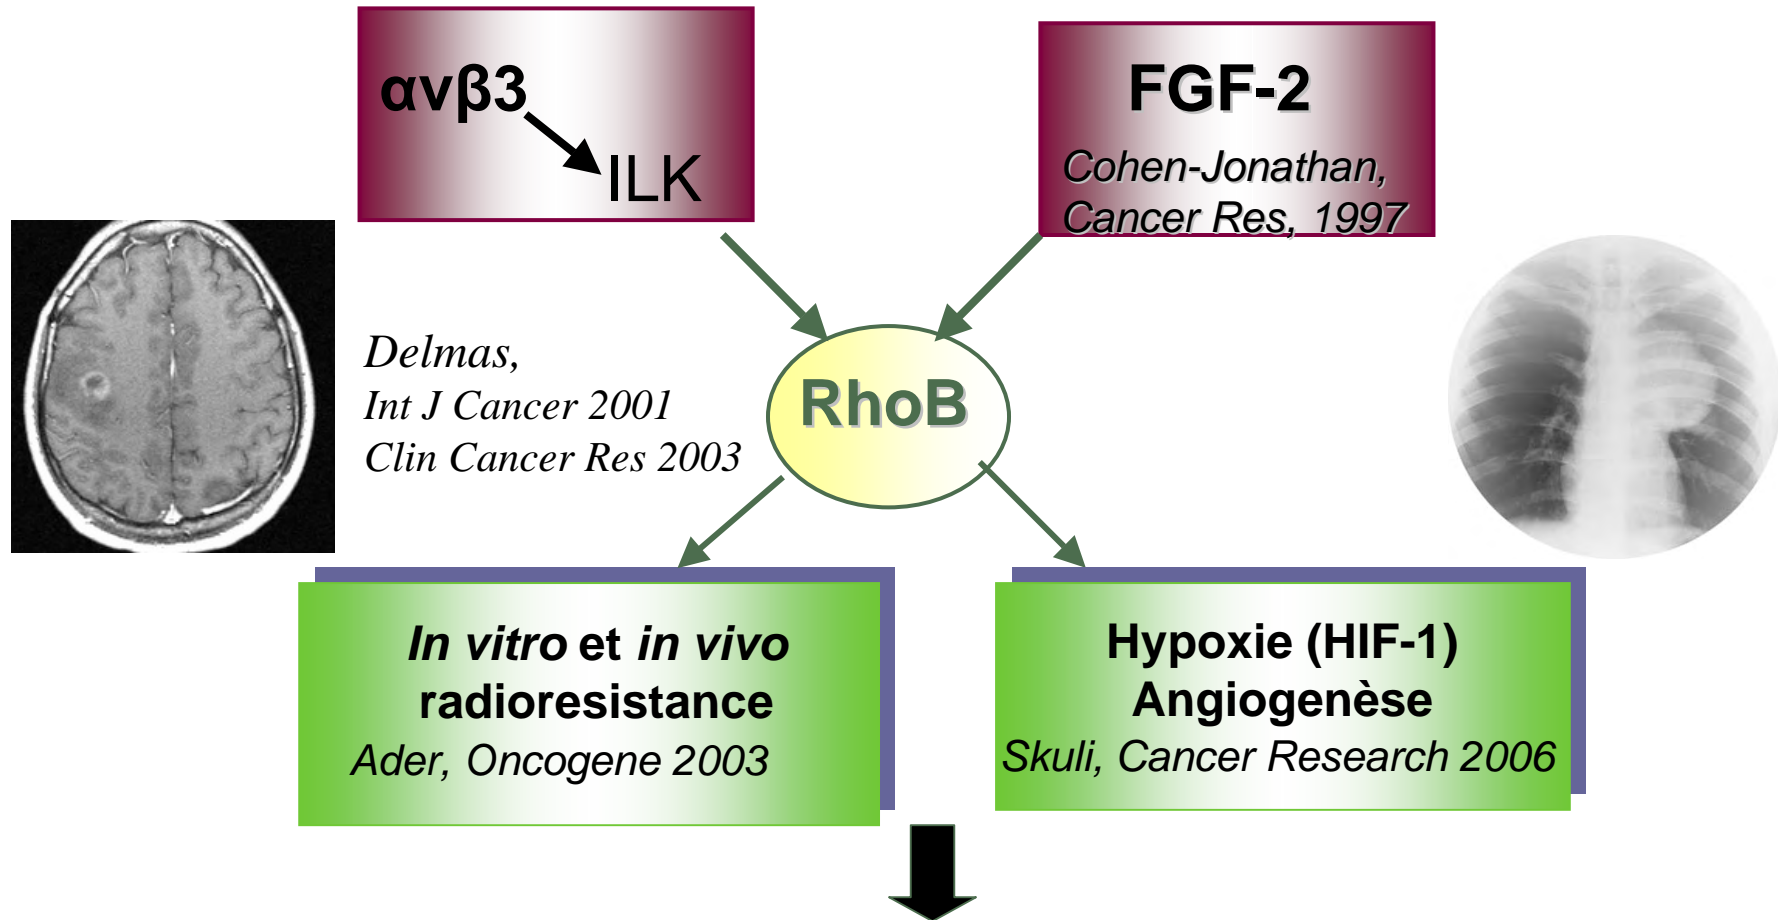 αvβ3
ILK
FGF-2
Cohen-Jonathan,
Cancer Res, 1997
Delmas,
Int J Cancer 2001
Clin Cancer Res 2003
RhoB
In vitro et in vivo
radioresistance
Ader, Oncogene 2003
Hypoxie (HIF-1)
Angiogenèse
Skuli, Cancer Research 2006